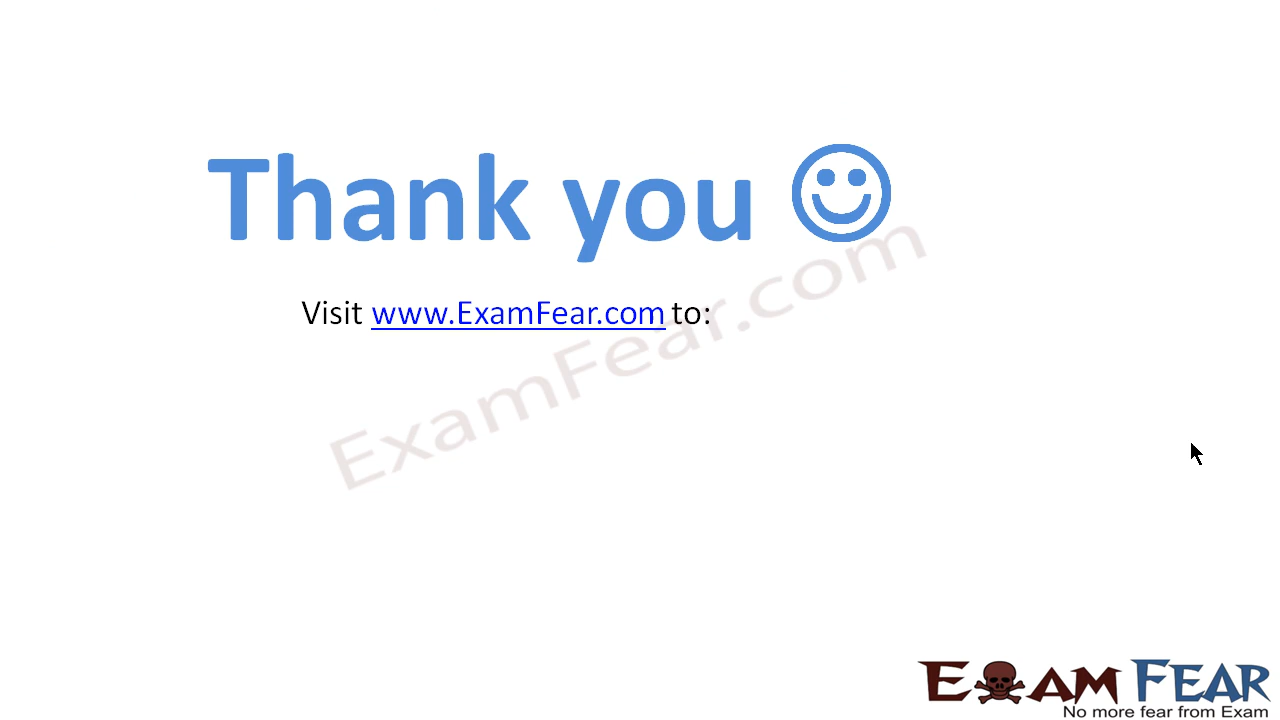 Thank you ☺
Visit www.ExamFear.com to:
ExamFear.com
EXAM FEAR
No more fear from Exam